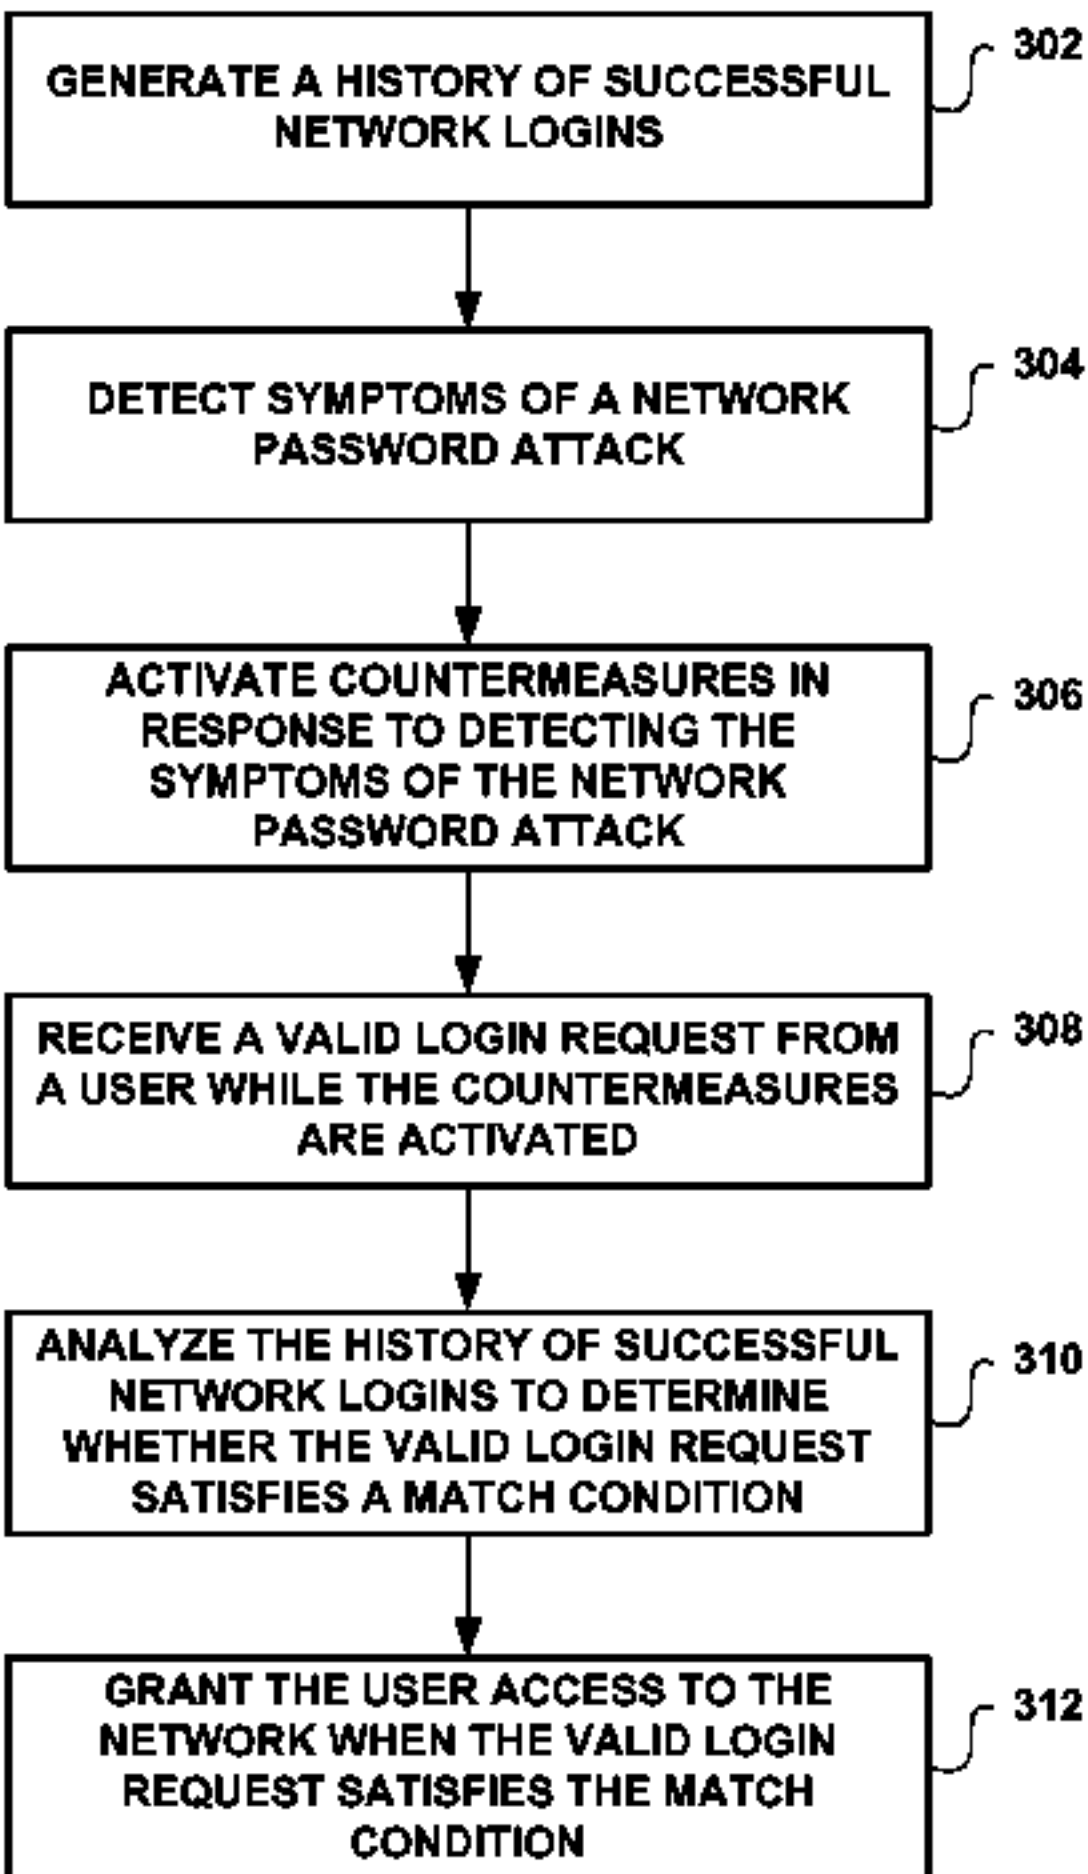 GENERATE A HISTORY OF SUCCESSFUL
NETWORK LOGINS
302
DETECT SYMPTOMS OF A NETWORK
PASSWORD ATTACK
304
ACTIVATE COUNTERMEASURES IN
RESPONSE TO DETECTING THE
SYMPTOMS OF THE NETWORK
PASSWORD ATTACK
306
RECEIVE A VALID LOGIN REQUEST FROM
A USER WHILE THE COUNTERMEASURES
ARE ACTIVATED
308
ANALYZE THE HISTORY OF SUCCESSFUL
NETWORK LOGINS TO DETERMINE
WHETHER THE VALID LOGIN REQUEST
SATISFIES A MATCH CONDITION
310
GRANT THE USER ACCESS TO THE
NETWORK WHEN THE VALID LOGIN
REQUEST SATISFIES THE MATCH
CONDITION
312